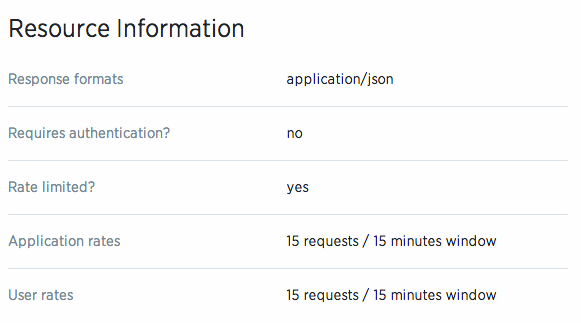 Resource Information
Response formats application/json
Requires authentication? no
Rate limited? yes
Application rates 15 requests / 15 minutes window
User rates 15 requests / 15 minutes window